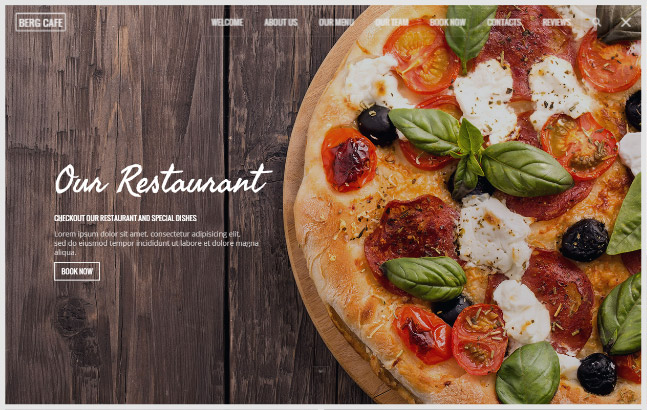 BERG CAFE
WELCOME ABOUT US OUR MENU OUR TEAM BOOK NOW CONTACTS REVIEWS
Our Restaurant
CHECKOUT OUR RESTAURANT AND SPECIAL DISHES
Lorem ipsum dolor sit amet, consectetur adipisicing elit,
sed do eiusmod tempor incididunt ut labore et dolore magna
aliqua.
BOOK NOW